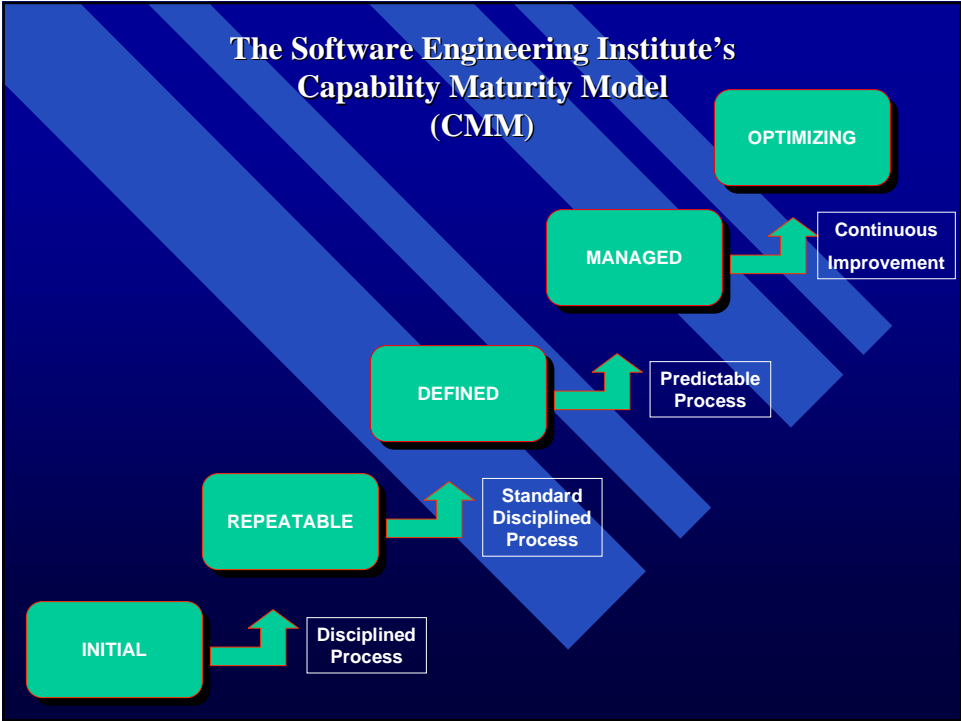 The Software Engineering Institute's
Capability Maturity Model
(CMM)
OPTIMIZING
Continuous
Improvement
MANAGED
Predictable
Process
DEFINED
Standard
Disciplined
Process
REPEATABLE
Disciplined
Process
INITIAL